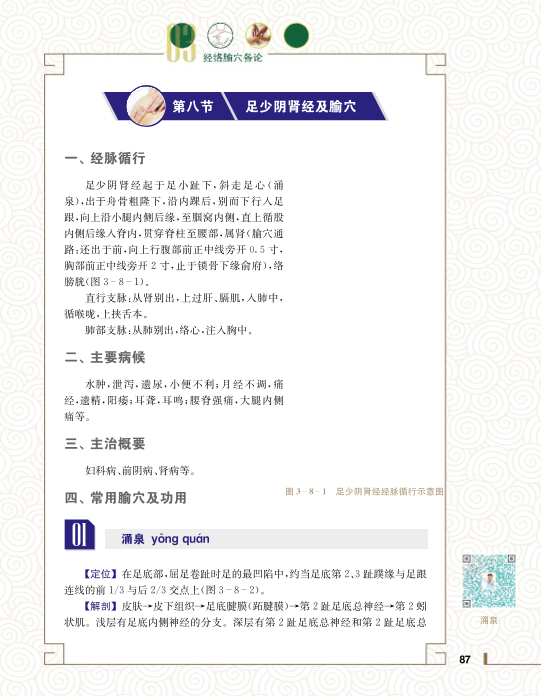 03
经络腧穴各论
第八节 足少阴肾经及腧穴
一、经脉循行
足少阴肾经起于足小趾下,斜走足心(涌
泉),出于舟骨粗隆下,沿内踝后,别而下行入足
跟,向上沿小腿内侧后缘,至腘窝内侧,直上循股
内侧后缘入脊内,贯穿脊柱至腰部,属肾(腧穴通
路:还出于前,向上行腹部前正中线旁开0.5寸,
胸部前正中线旁开2寸,止于锁骨下缘俞府),络
膀胱(图3-8-1)。
直行支脉:从肾别出,上过肝、膈肌,入肺中,
循喉咙,上挟舌本。
肺部支脉:从肺别出,络心,注入胸中。
二、主要病候
水肿,泄泻,遗尿,小便不利;月经不调,痛
经,遗精,阳痿;耳聋,耳鸣;腰脊强痛,大腿内侧
痛等。
三、主治概要
妇科病、前阴病、肾病等。
图3-8-1 足少阴肾经经脉循行示意图
四、常用腧穴及功用
01
涌泉 yǒng quán
【定位】在足底部,屈足卷趾时足的最凹陷中,约当足底第2、3趾蹼缘与足跟
连线的前1/3与后2/3交点上(图3-8-2)。
【解剖】皮肤→皮下组织→足底腱膜(跖腱膜)→第2趾足底总神经→第2蚓
状肌。浅层有足底内侧神经的分支。深层有第2趾足底总神经和第2趾足底总
涌泉
87